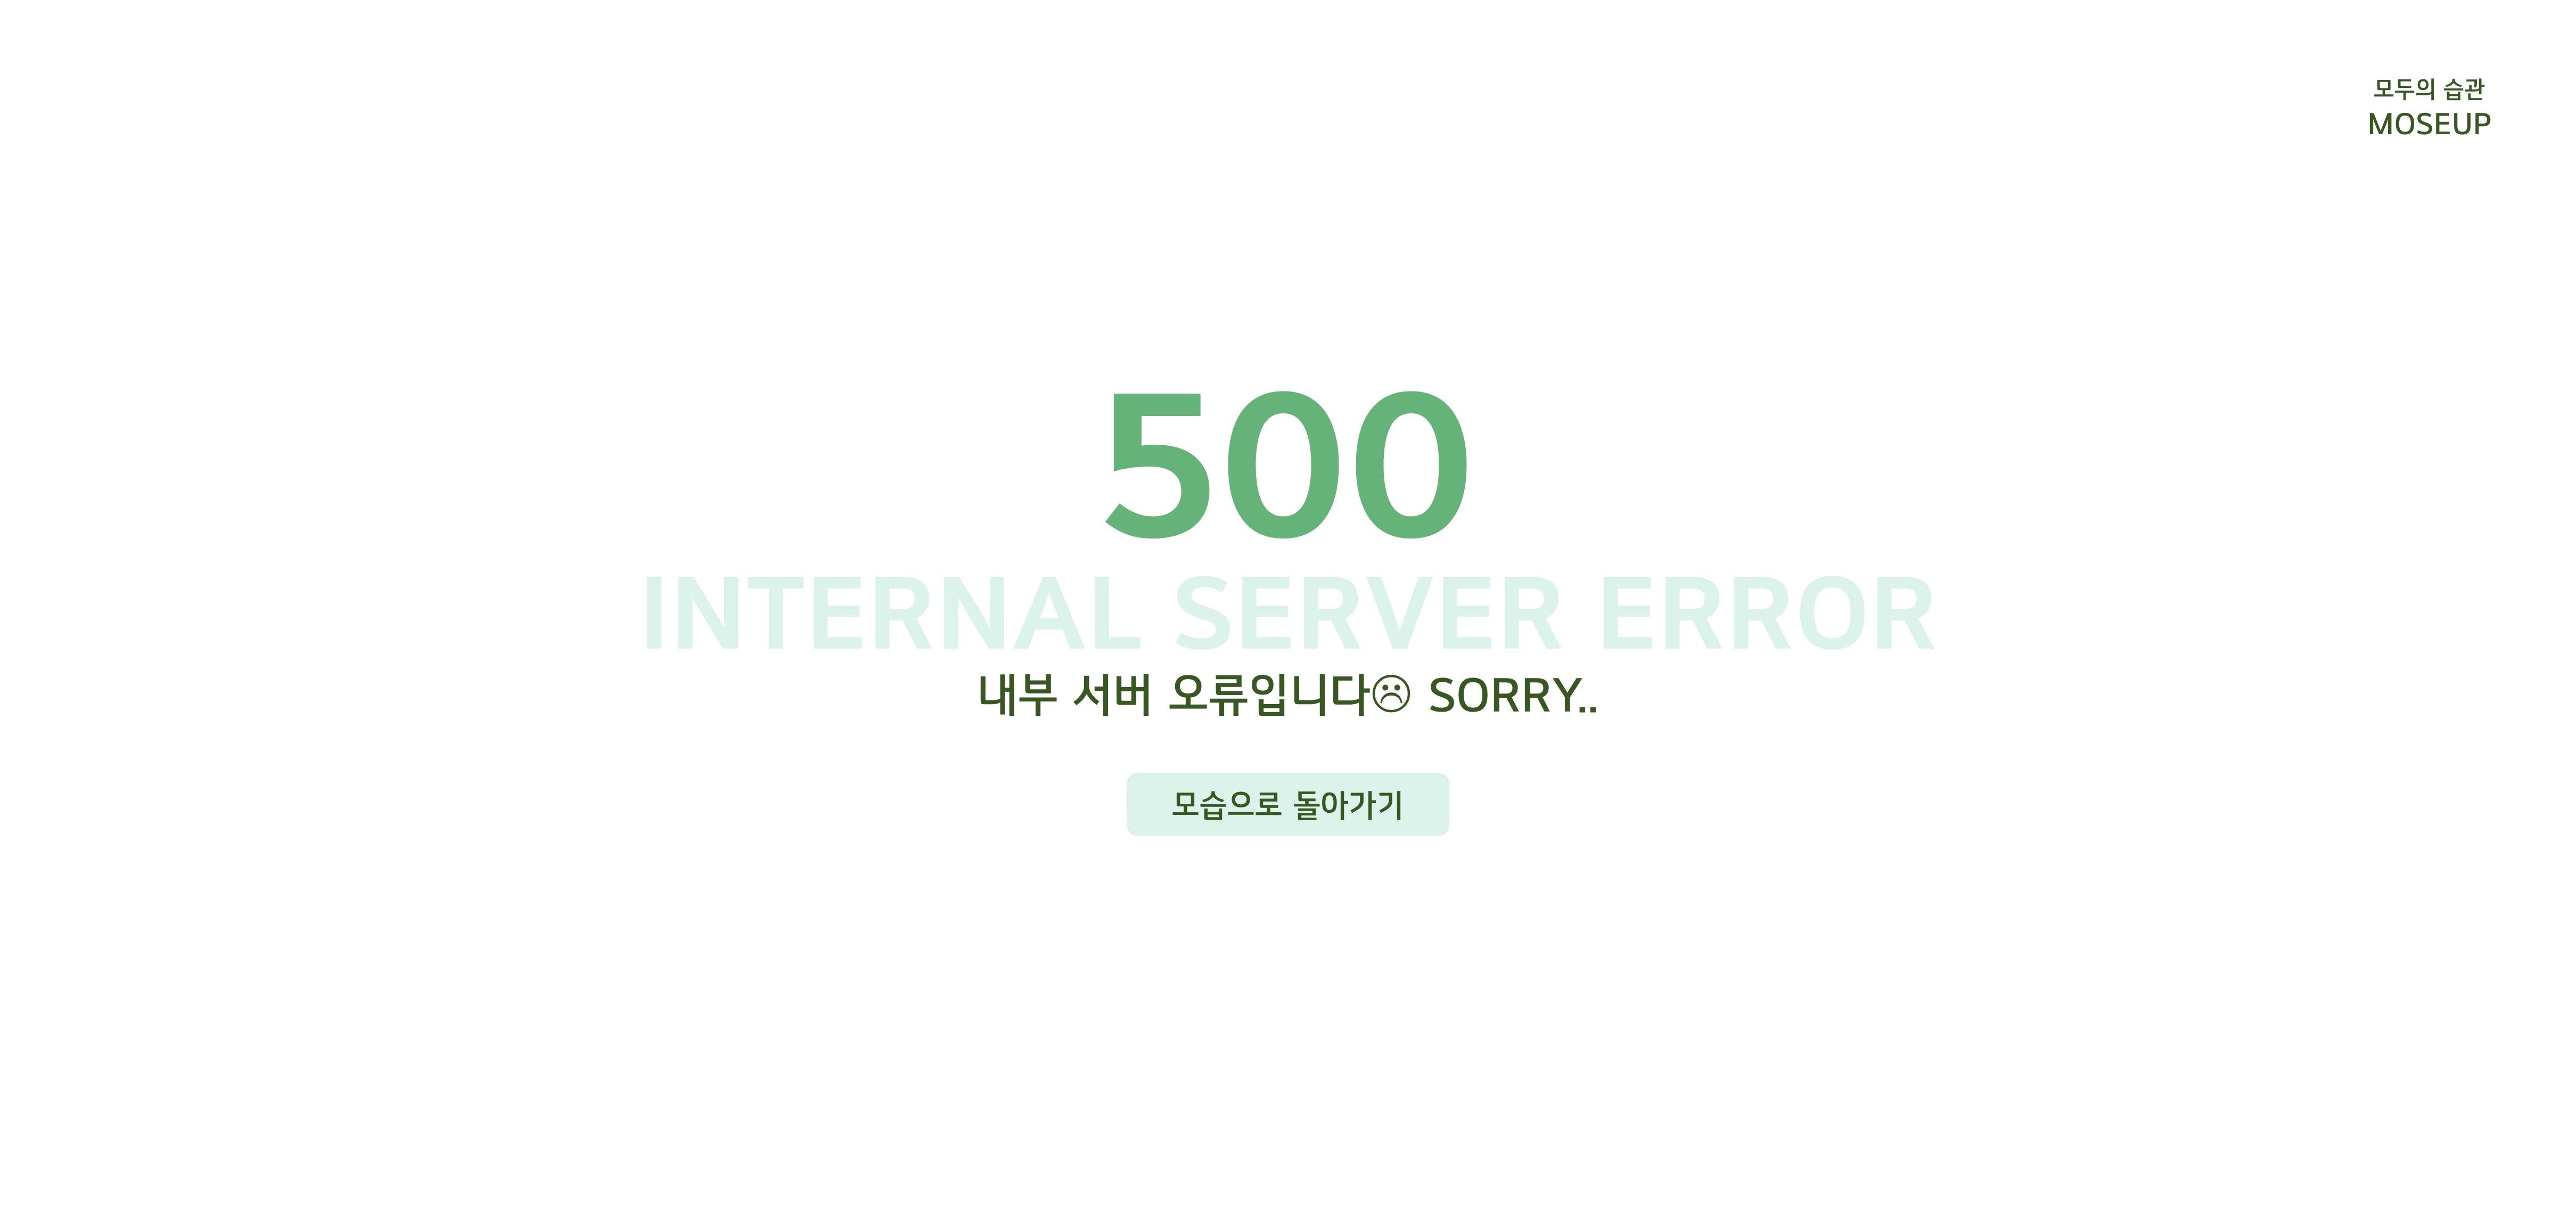 모두의 습관
MOSEUP
500
INTERNAL SERVER ERROR
내부 서버 오류입니다☹ SORRY..
모습으로 돌아가기